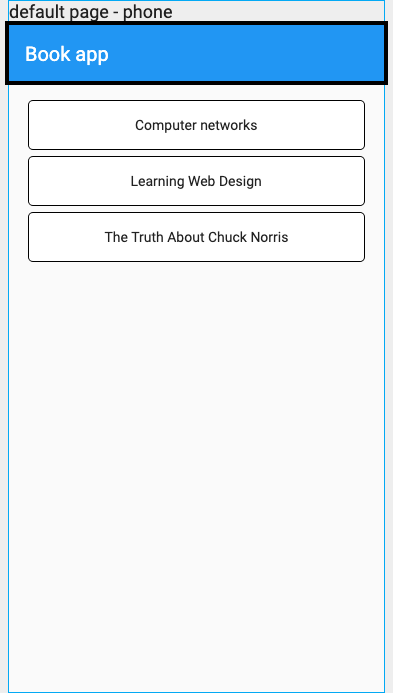 default page - phone
Book app
Computer networks
Learning Web Design
The Truth About Chuck Norris